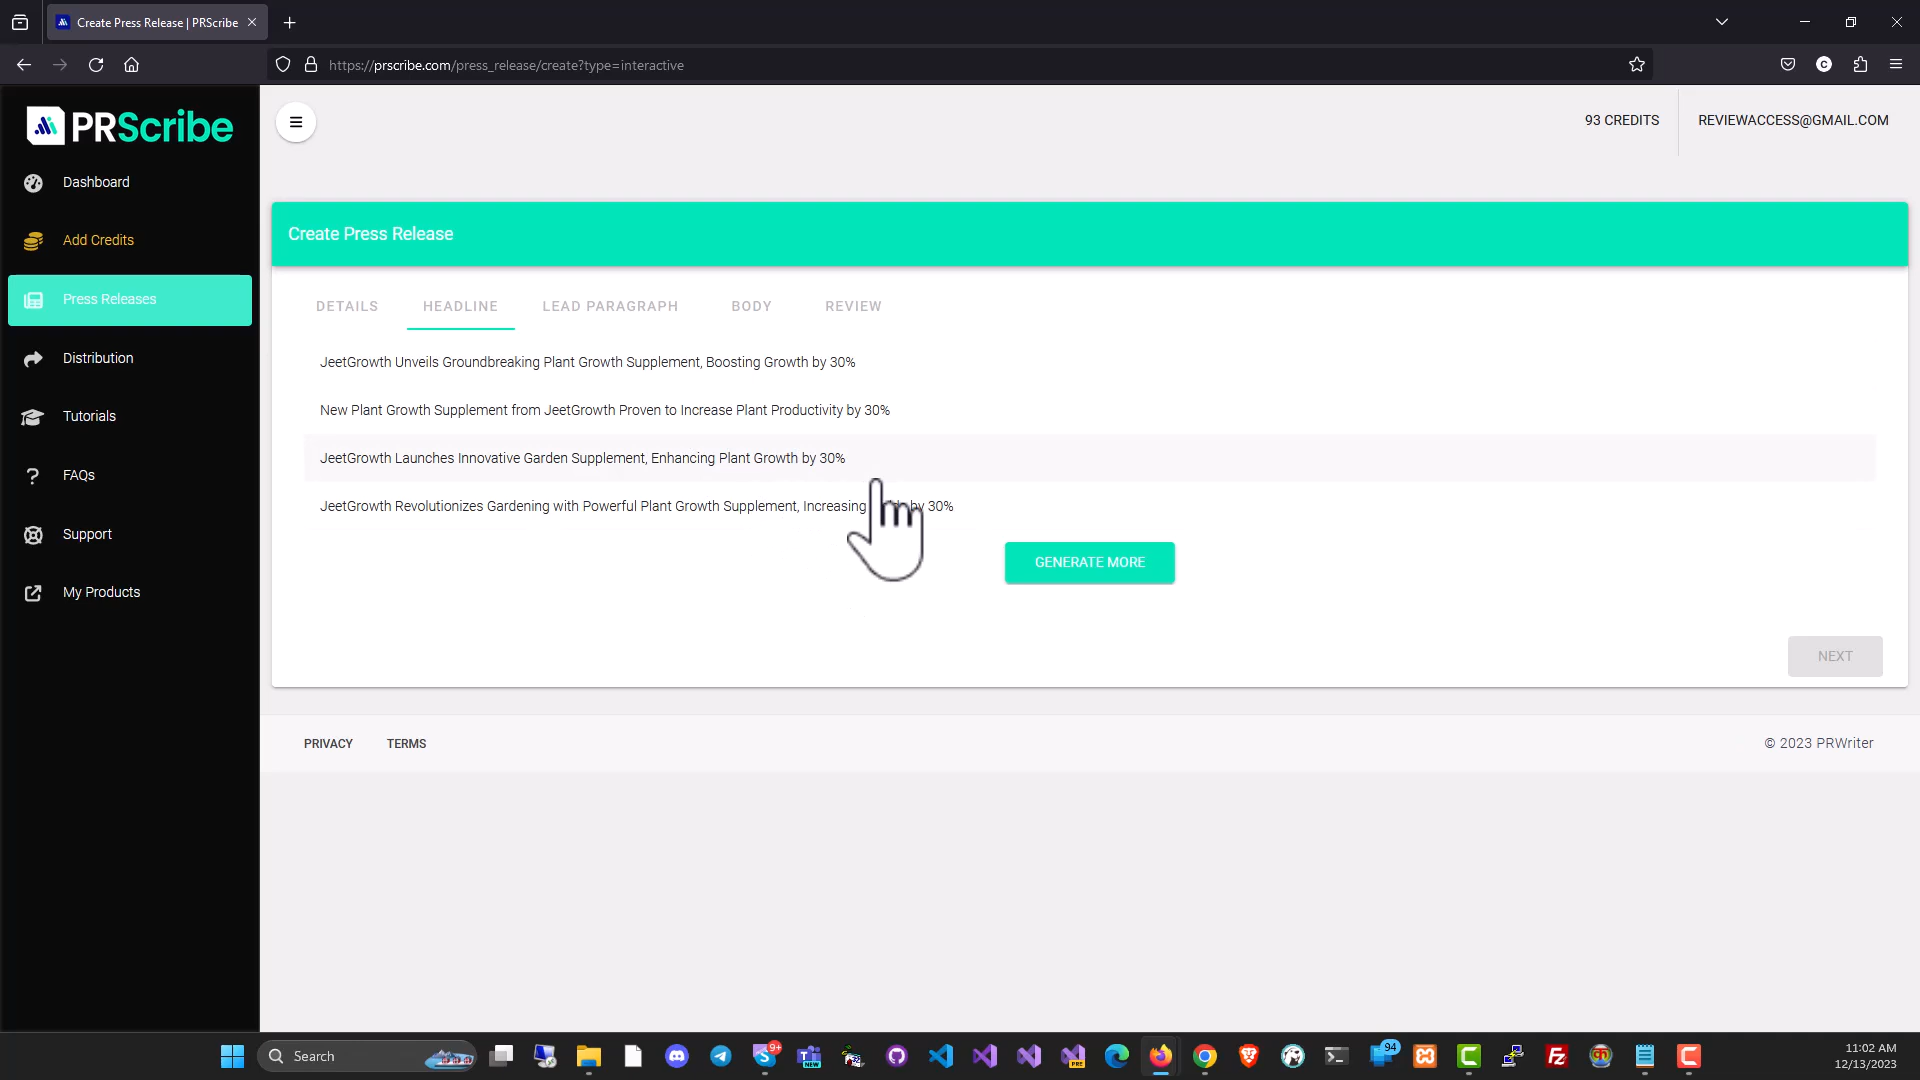 Create Press Release | PRScribe
https://prscribe.com/press_release/create?type=interactive
PRScribe
93 CREDITS
REVIEWACCESS@GMAIL.COM
Dashboard
Add Credits
Press Releases
Distribution
Tutorials
FAQs
Support
My Products
Create Press Release
DETAILS HEADLINE LEAD PARAGRAPH BODY REVIEW
JeetGrowth Unveils Groundbreaking Plant Growth Supplement, Boosting Growth by 30%
New Plant Growth Supplement from JeetGrowth Proven to Increase Plant Productivity by 30%
JeetGrowth Launches Innovative Garden Supplement, Enhancing Plant Growth by 30%
JeetGrowth Revolutionizes Gardening with Powerful Plant Growth Supplement, Increasing by 30%
GENERATE MORE
NEXT
PRIVACY TERMS
© 2023 PRWriter
Search
9+
NEW
PRE
94
11:02 AM
12/13/2023